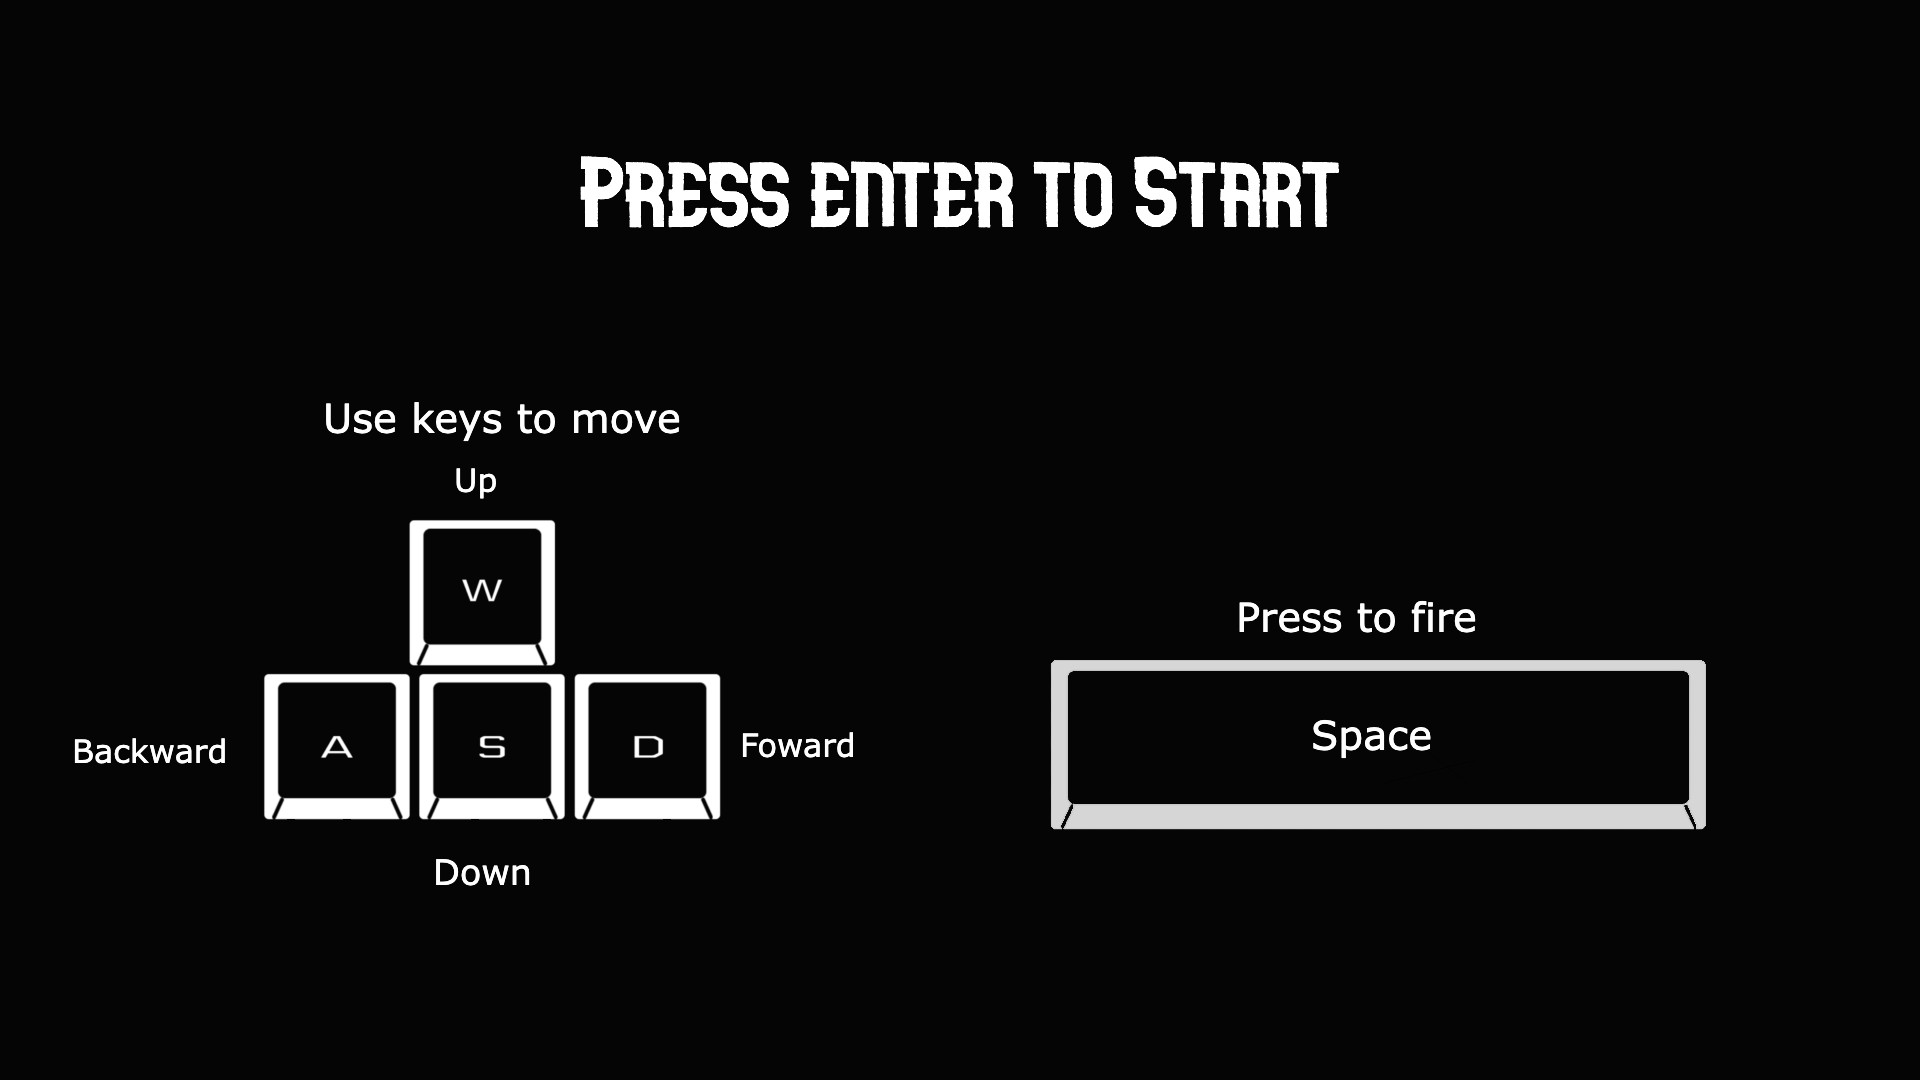 Press enter to Start
Use keys to move
Up
W
Press to fire
Backward
A
S
D
Foward
Space
Down